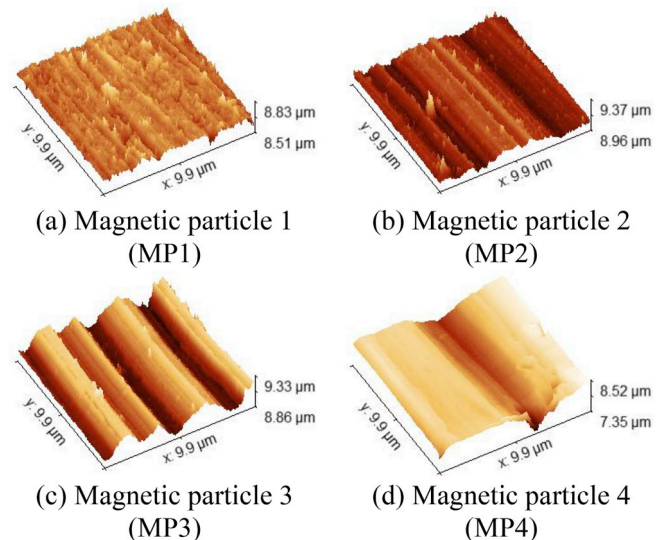 8.83 µm
8.51 µm
y: 9.9 µm
x: 9.9 µm
(a) Magnetic particle 1
(MP1)
9.37 µm
8.96 µm
y: 9.9 µm
x: 9.9 µm
(b) Magnetic particle 2
(MP2)
9.33 µm
8.86 µm
y: 9.9 µm
x: 9.9 µm
(c) Magnetic particle 3
(MP3)
8.52 µm
7.35 µm
y: 9.9 µm
x: 9.9 µm
(d) Magnetic particle 4
(MP4)